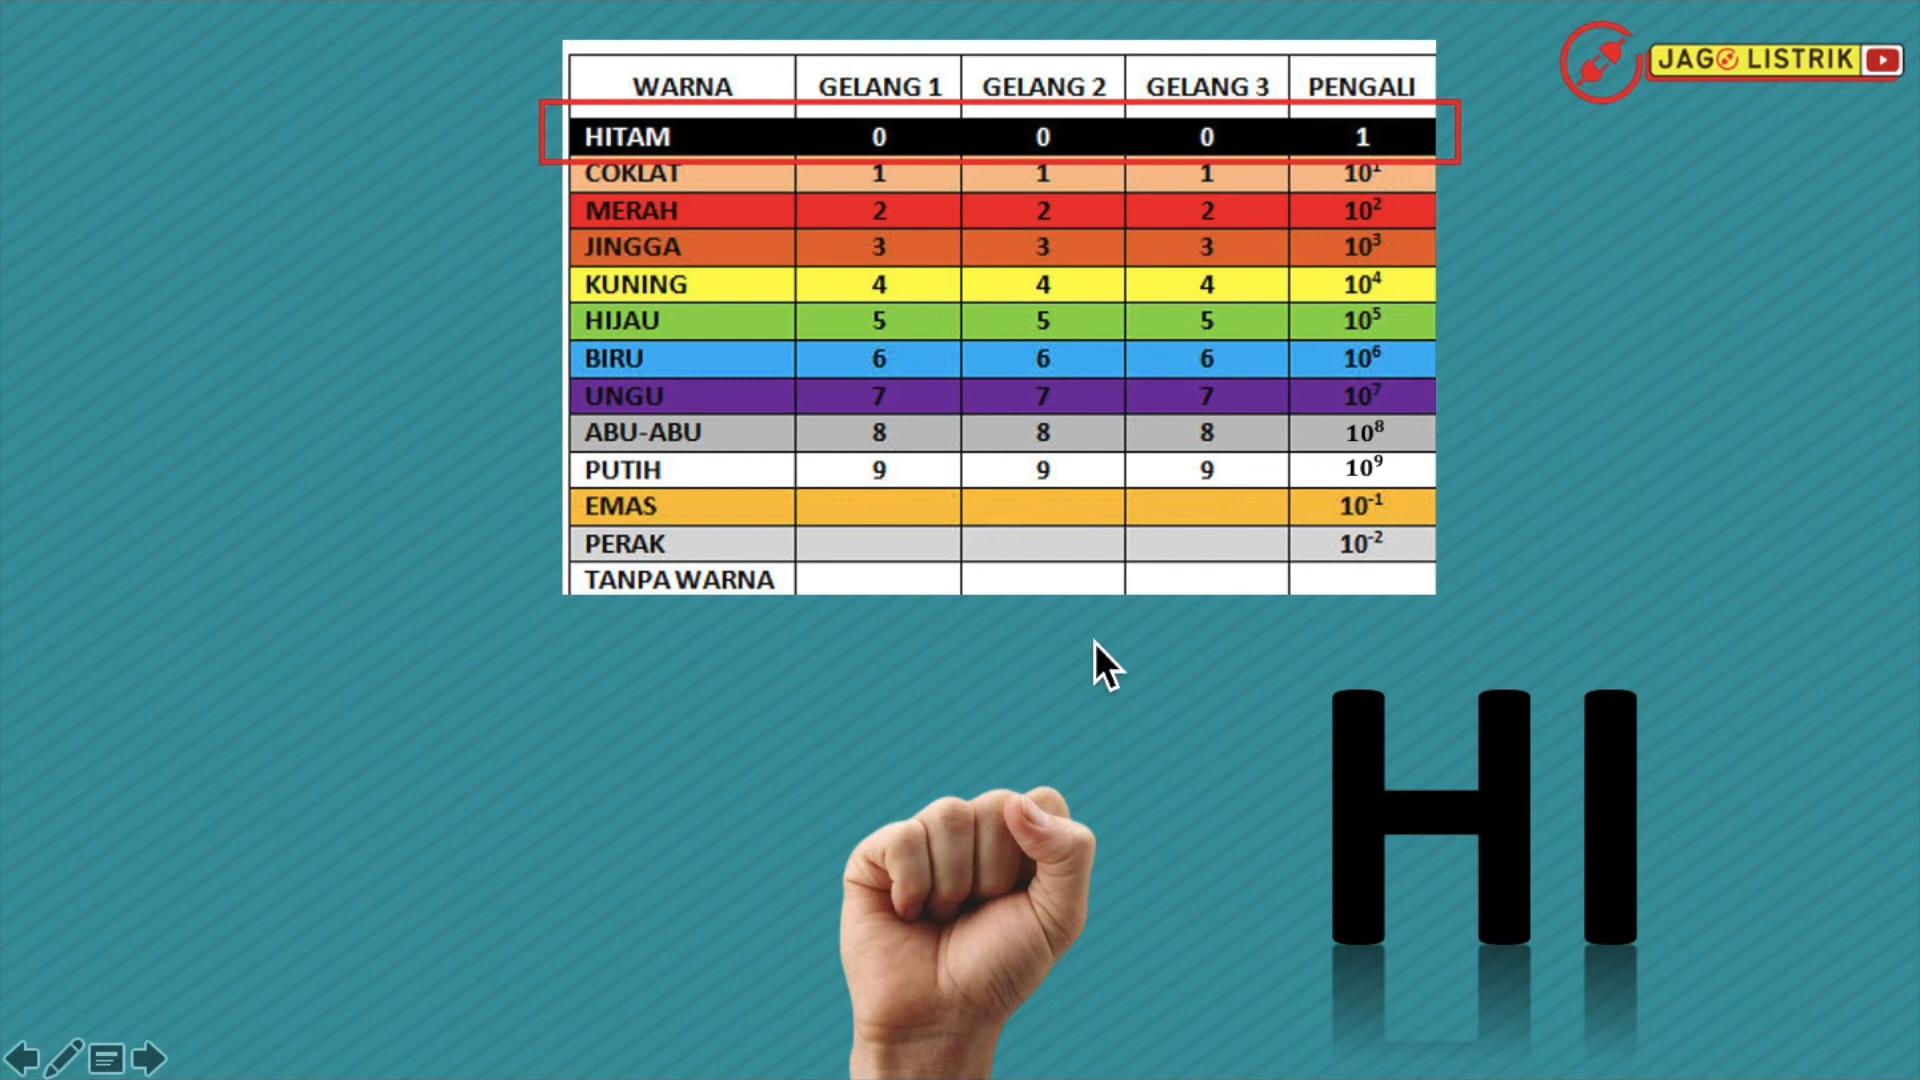 JAGO LISTRIK
WARNA GELANG 1 GELANG 2 GELANG 3 PENGALI
HITAM 0 0 0 1
COKLAT 1 1 1 10¹
MERAH 2 2 2 10²
JINGGA 3 3 3 10³
KUNING 4 4 4 10⁴
HIJAU 5 5 5 10⁵
BIRU 6 6 6 10⁶
UNGU 7 7 7 10⁷
ABU-ABU 8 8 8 10⁸
PUTIH 9 9 9 10⁹
EMAS 10⁻¹
PERAK 10⁻²
TANPA WARNA
HI